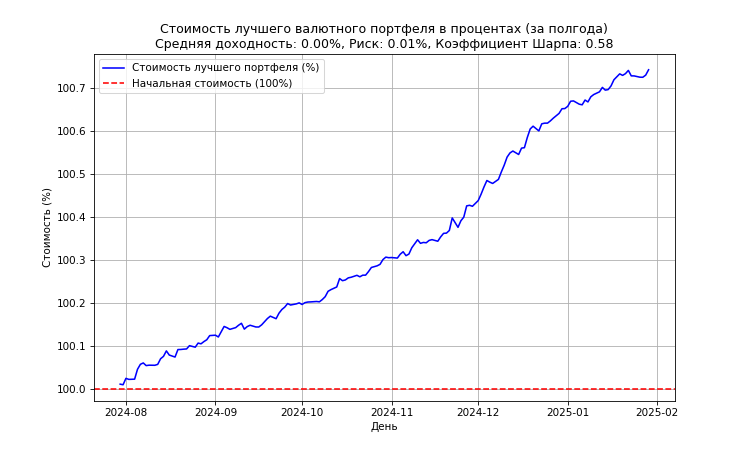 Стоимость лучшего валютного портфеля в процентах (за полгода)
Средняя доходность: 0.00%, Риск: 0.01%, Коэффициент Шарпа: 0.58
Стоимость лучшего портфеля (%)
Начальная стоимость (100%)
Стоимость (%)
100.7
100.6
100.5
100.4
100.3
100.2
100.1
100.0
2024-08 2024-09 2024-10 2024-11 2024-12 2025-01 2025-02
День